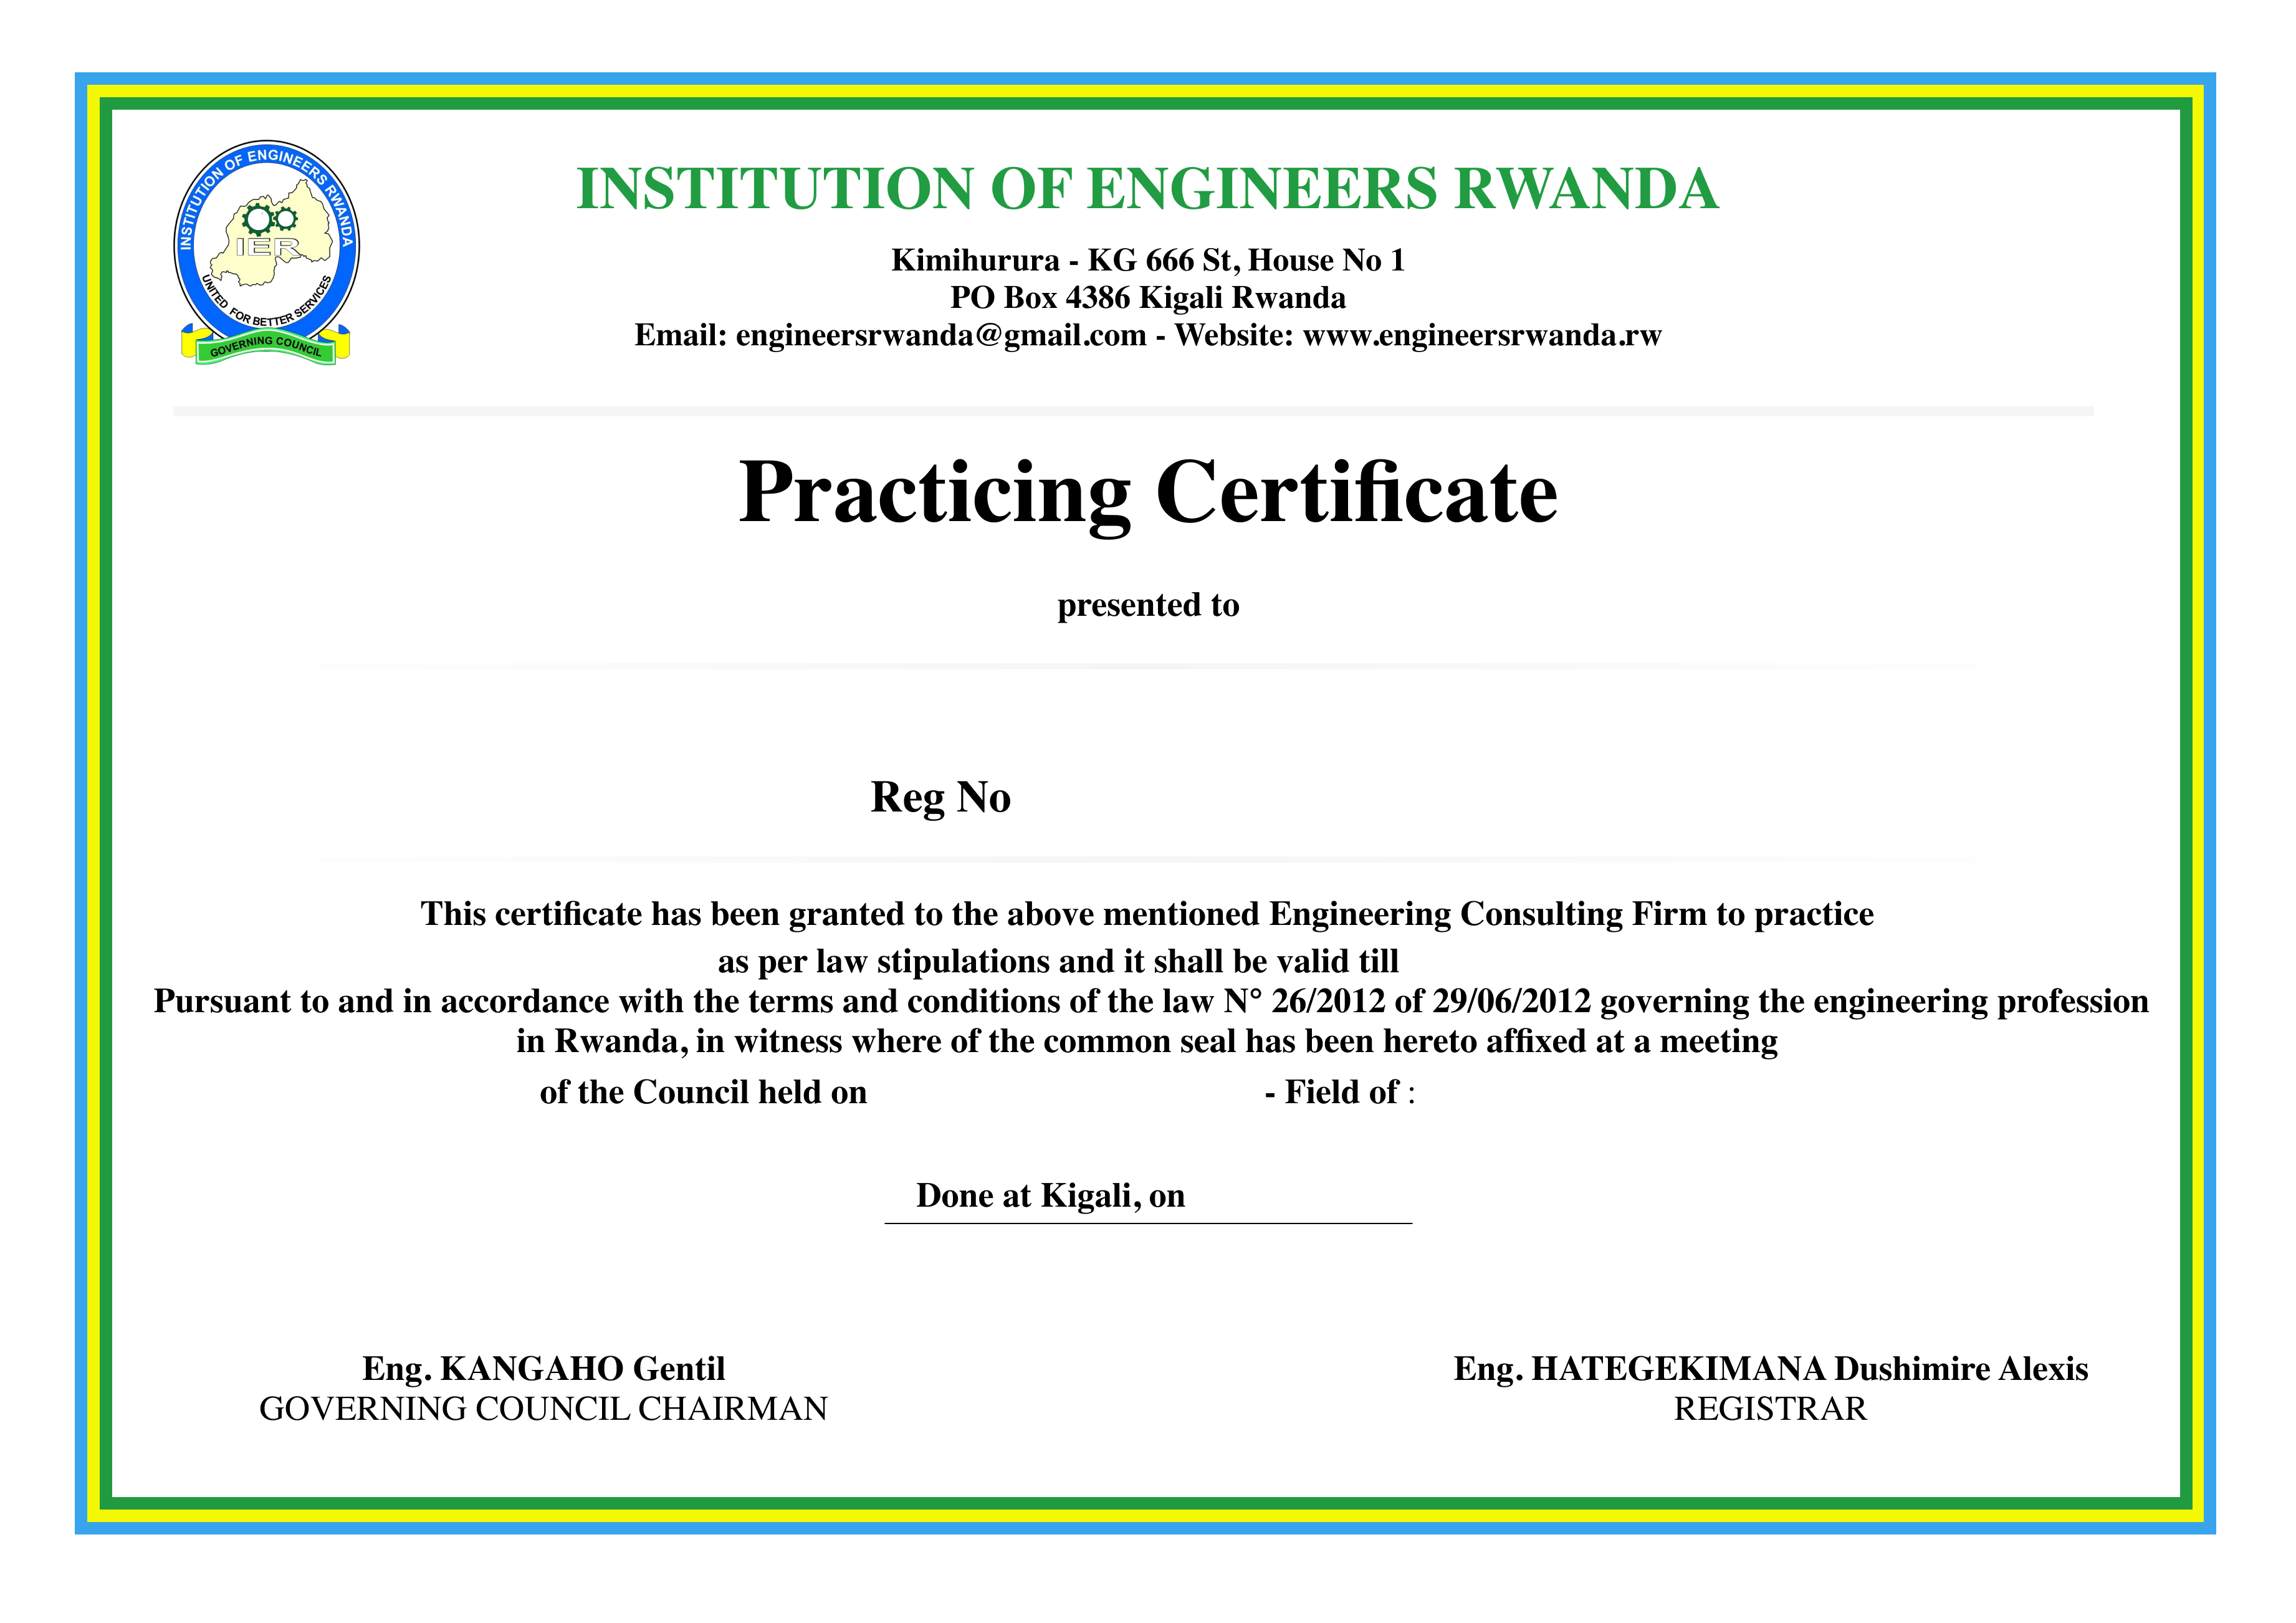 INSTITUTION OF ENGINEERS RWANDA
IER
UNITED FOR BETTER SERVICES
GOVERNING COUNCIL
INSTITUTION OF ENGINEERS RWANDA
Kimihurura - KG 666 St, House No 1
PO Box 4386 Kigali Rwanda
Email: engineersrwanda@gmail.com - Website: www.engineersrwanda.rw
Practicing Certificate
presented to
Reg No
This certificate has been granted to the above mentioned Engineering Consulting Firm to practice
as per law stipulations and it shall be valid till
Pursuant to and in accordance with the terms and conditions of the law N° 26/2012 of 29/06/2012 governing the engineering profession
in Rwanda, in witness where of the common seal has been hereto affixed at a meeting
of the Council held on - Field of :
Done at Kigali, on
Eng. KANGAHO Gentil
GOVERNING COUNCIL CHAIRMAN
Eng. HATEGEKIMANA Dushimire Alexis
REGISTRAR